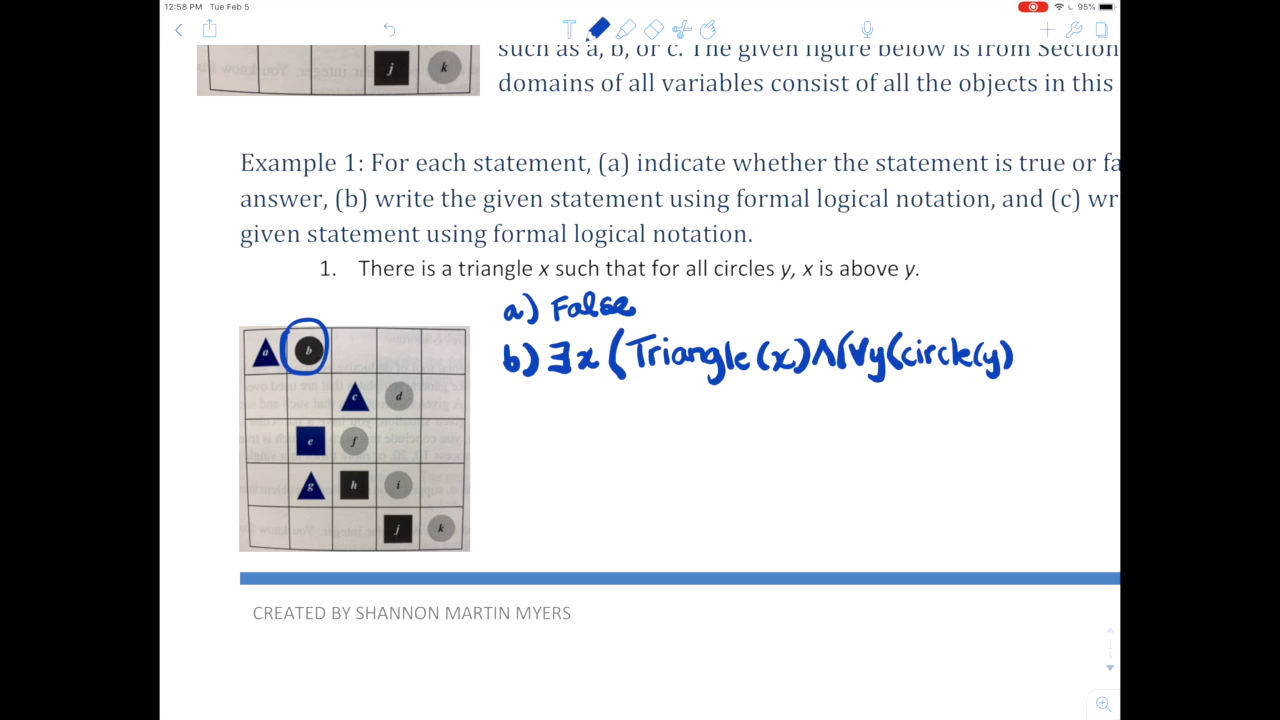 12:58 PM Tue Feb 5
95%
T
such as a, b, or c. The given figure below is from Section
j k
domains of all variables consist of all the objects in this
Example 1: For each statement, (a) indicate whether the statement is true or fa
answer, (b) write the given statement using formal logical notation, and (c) wr
given statement using formal logical notation.
1. There is a triangle x such that for all circles y, x is above y.
a) False
b) ∃x (Triangle(x)∧(∀y(circle(y)
a b
c d
e f
g h i
j k
CREATED BY SHANNON MARTIN MYERS